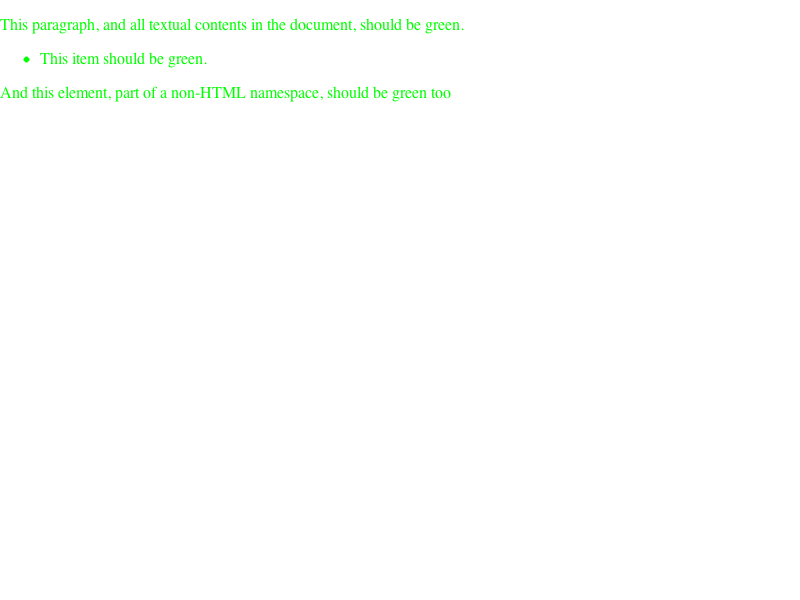 This paragraph, and all textual contents in the document, should be green.
This item should be green.
And this element, part of a non-HTML namespace, should be green too